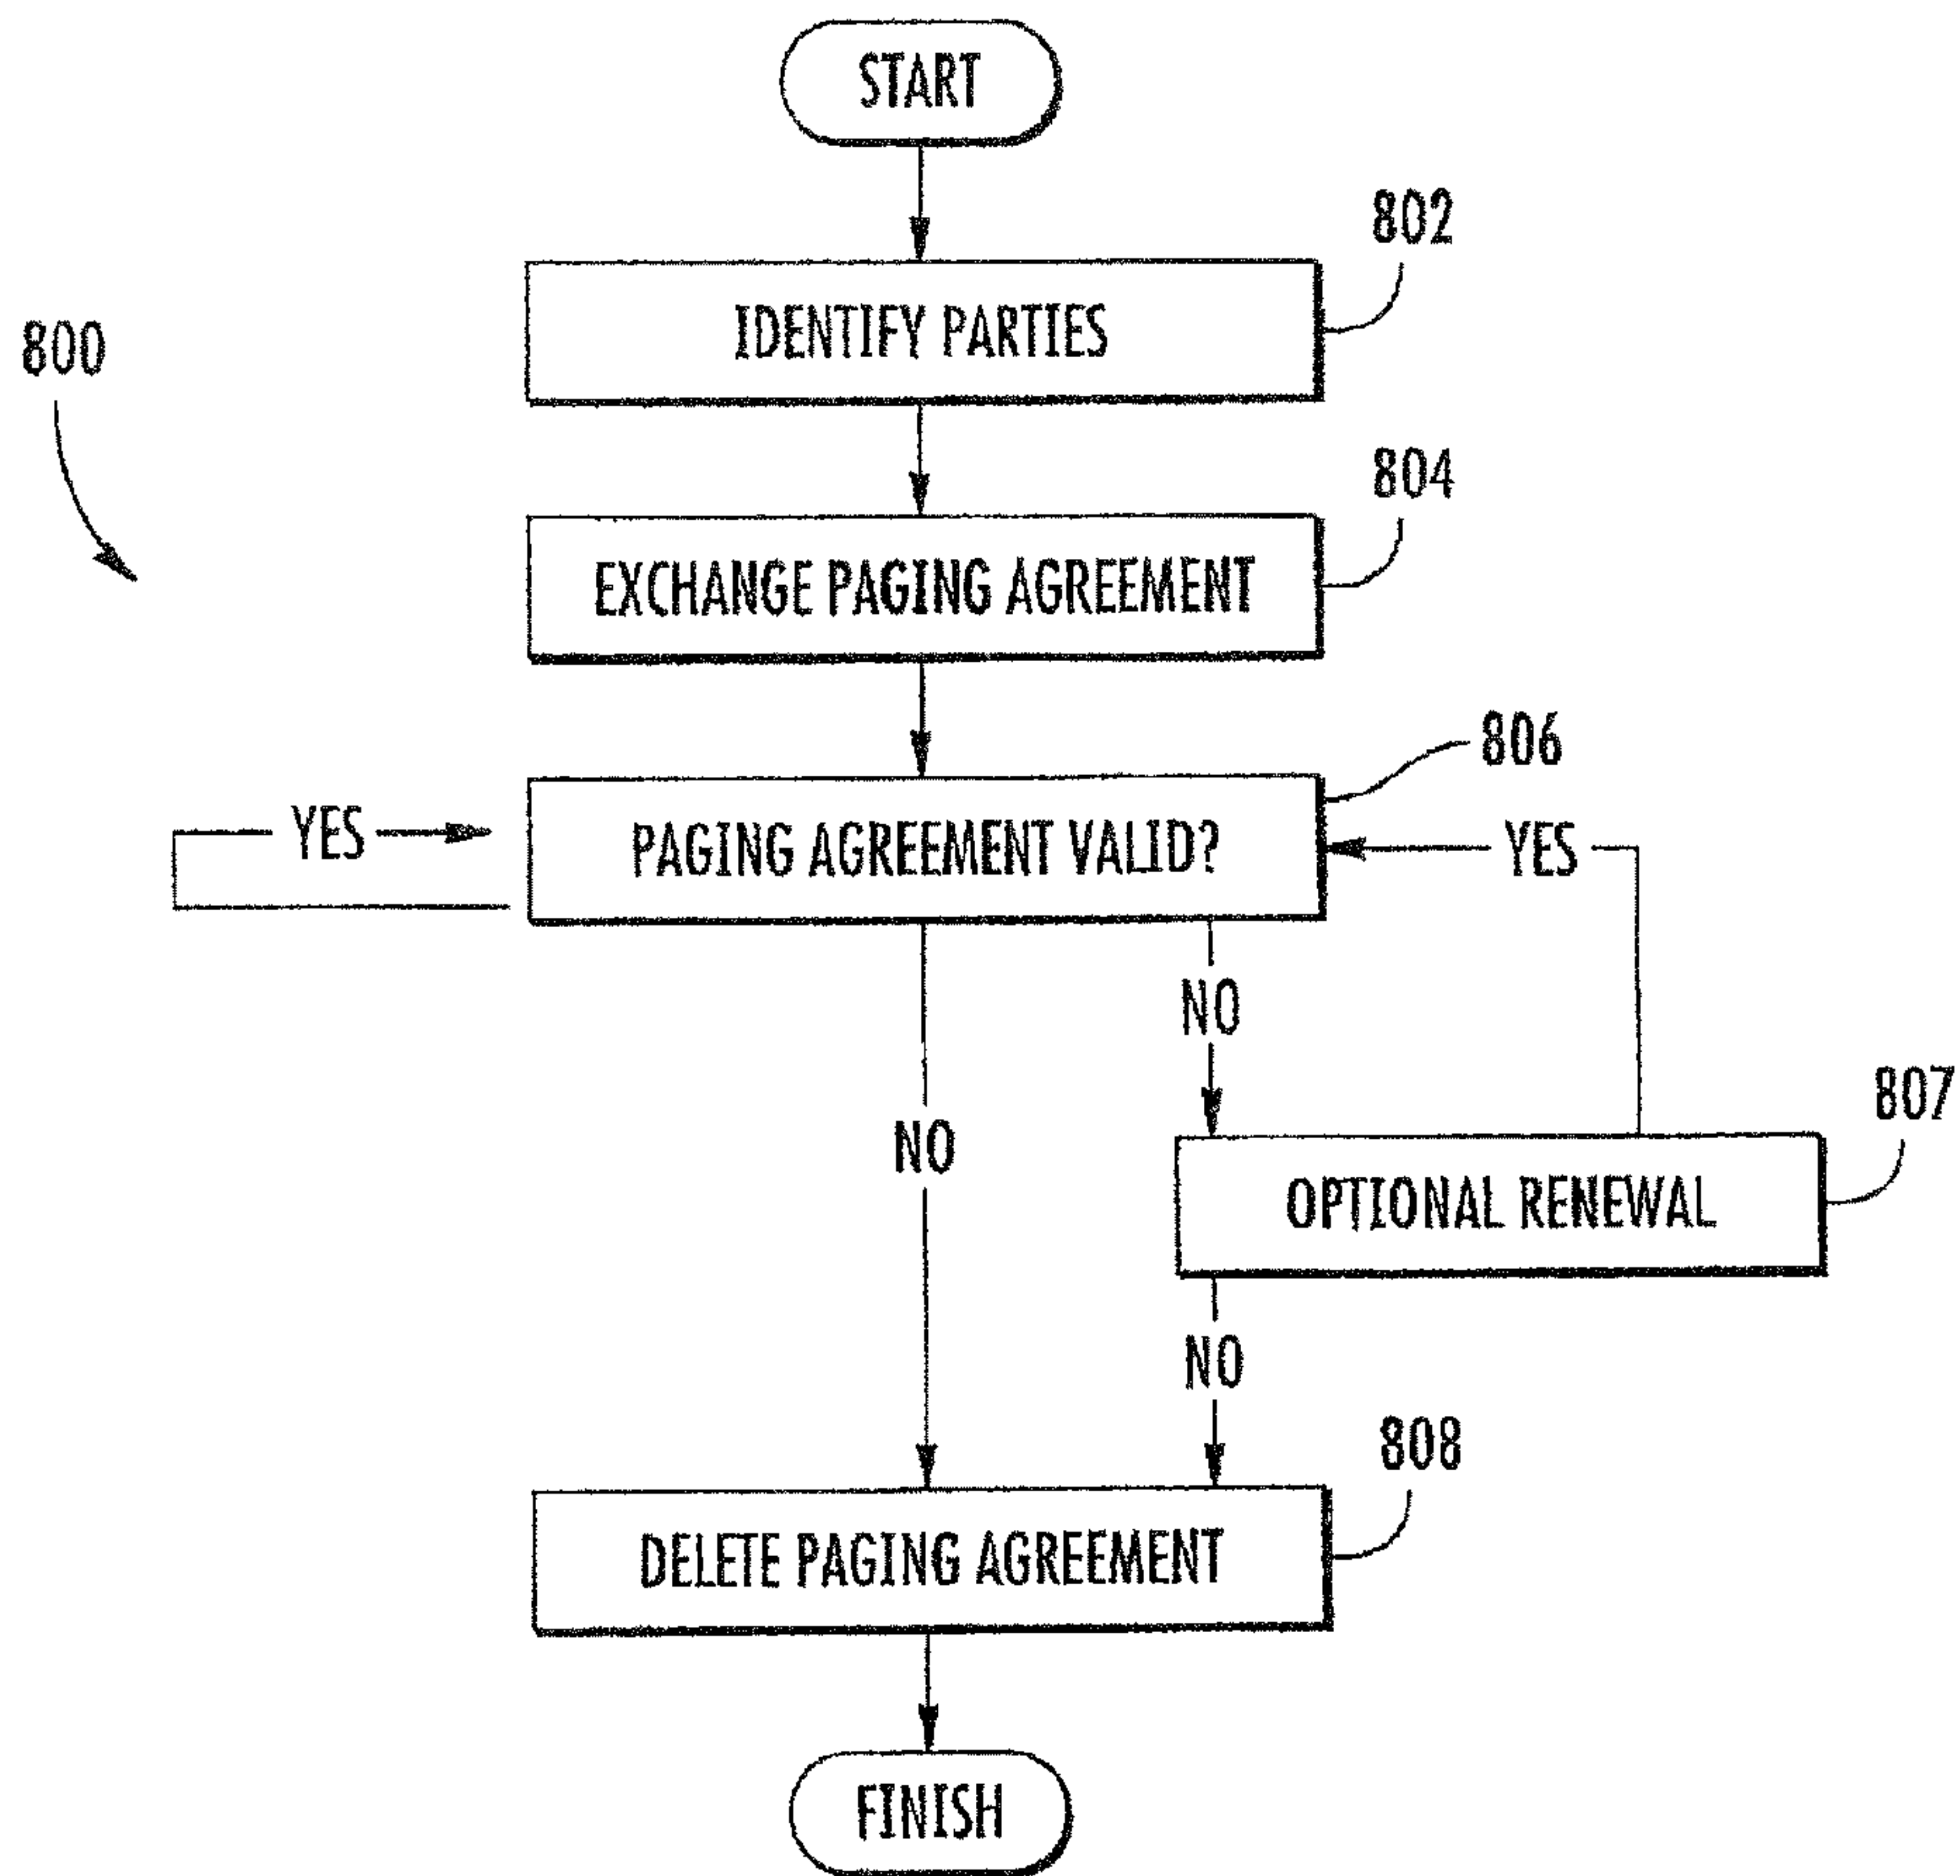 START
802
IDENTIFY PARTIES
800
804
EXCHANGE PAGING AGREEMENT
806
YES
PAGING AGREEMENT VALID?
YES
NO
807
NO
OPTIONAL RENEWAL
NO
808
DELETE PAGING AGREEMENT
FINISH